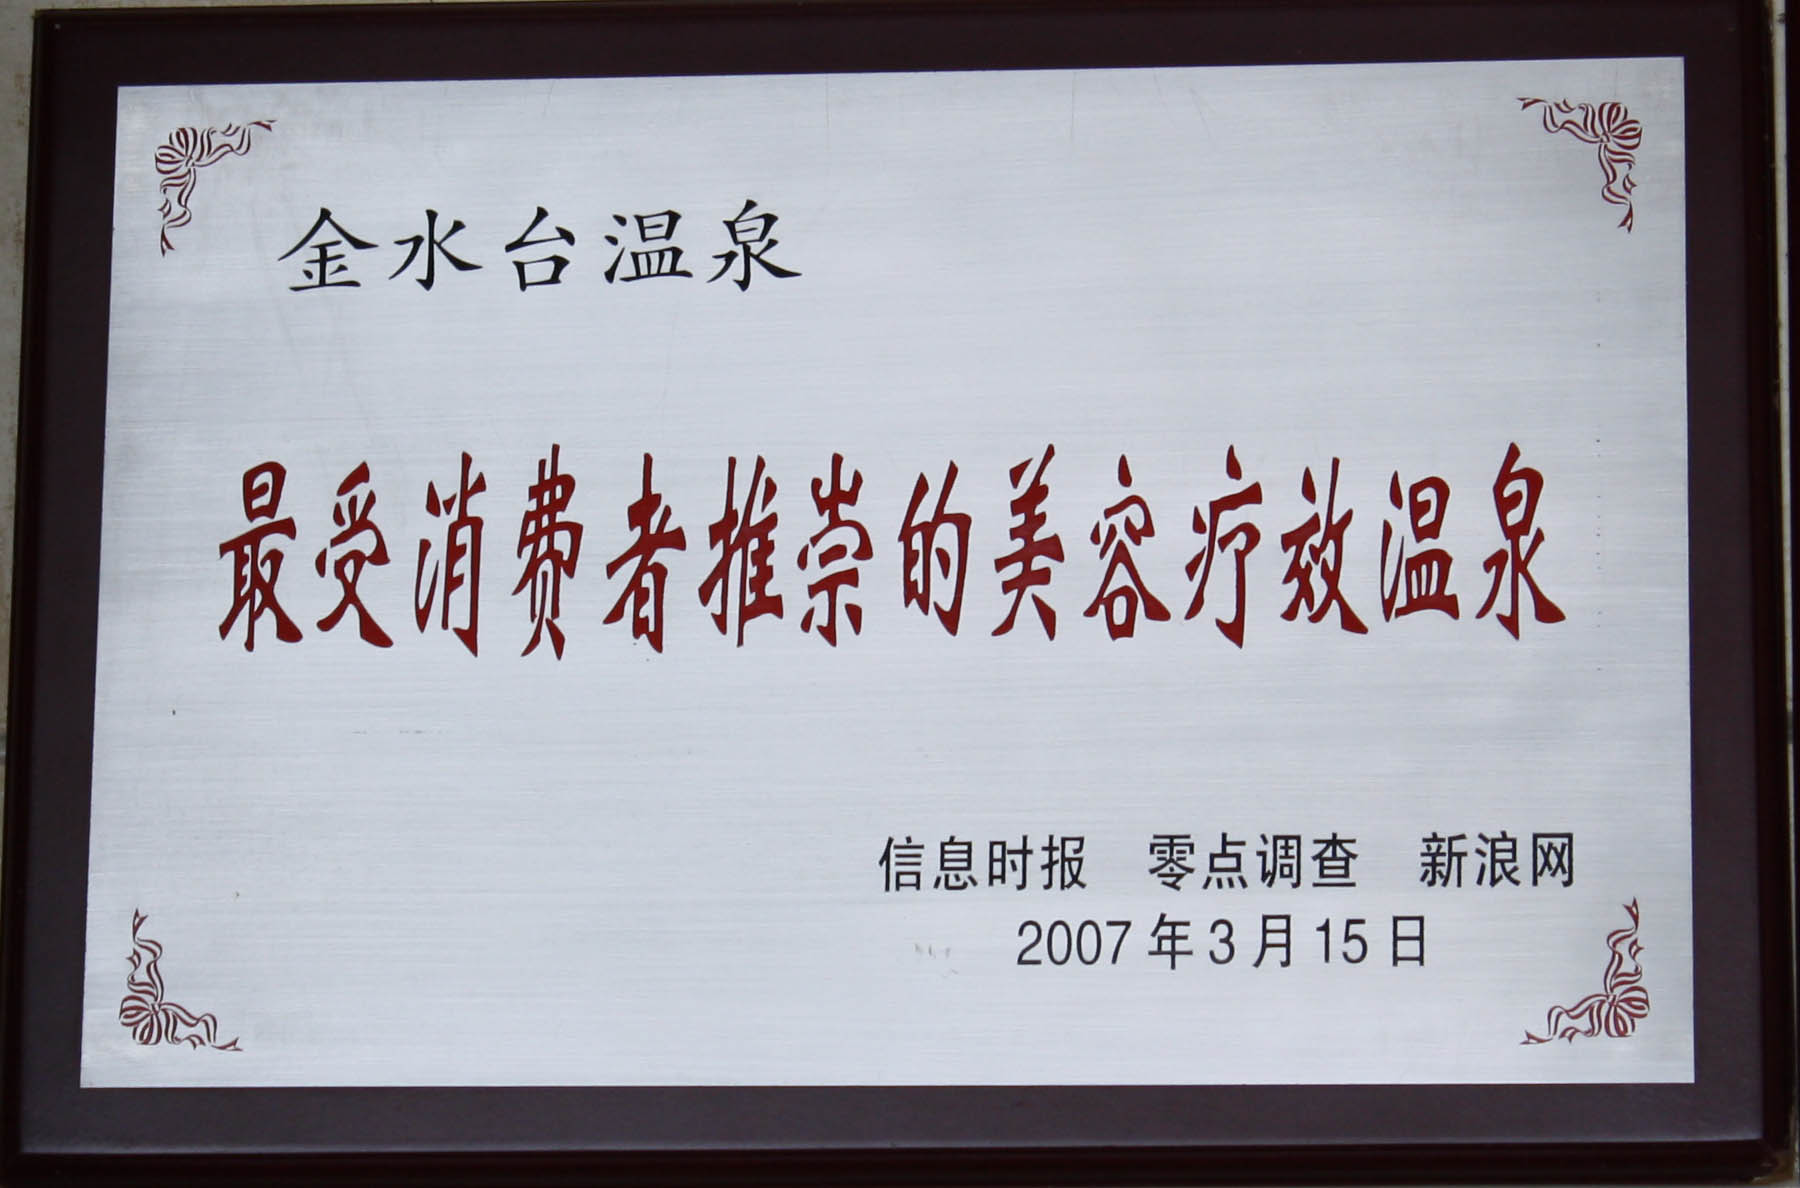 金水台温泉
最受消费者推崇的美容疗效温泉
信息时报 零点调查 新浪网
2007年3月15日